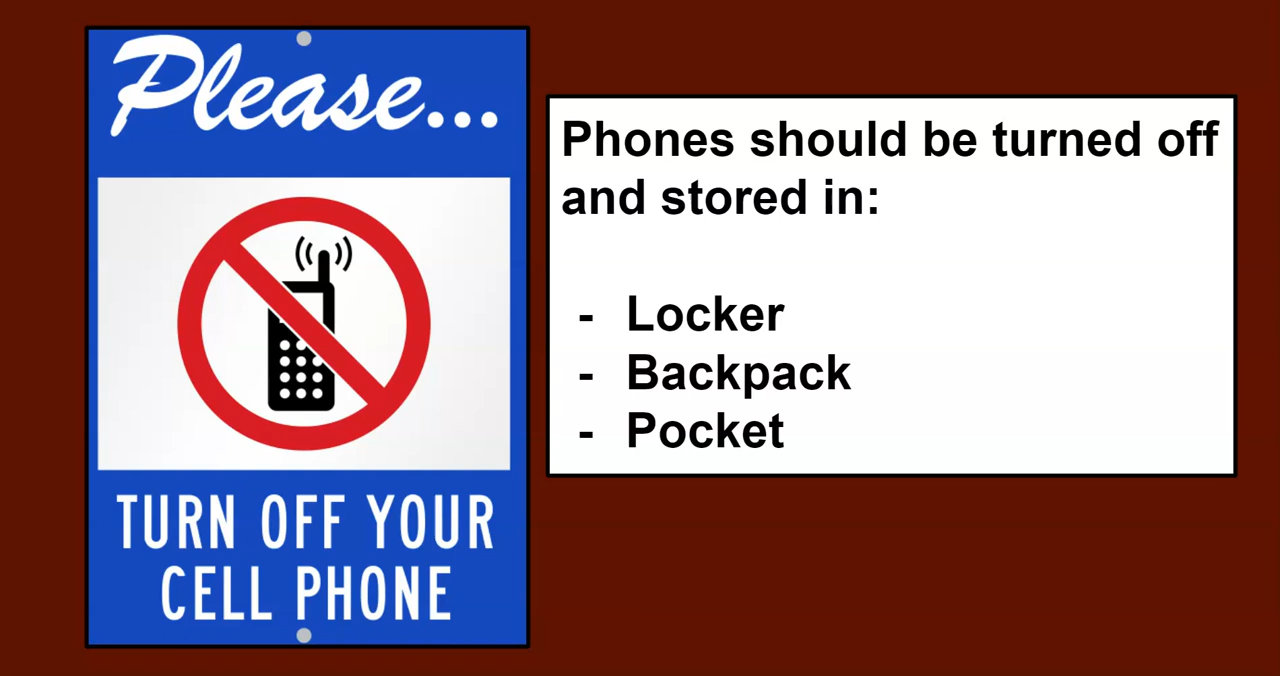 Please...
TURN OFF YOUR
CELL PHONE
Phones should be turned off
and stored in:
- Locker
- Backpack
- Pocket